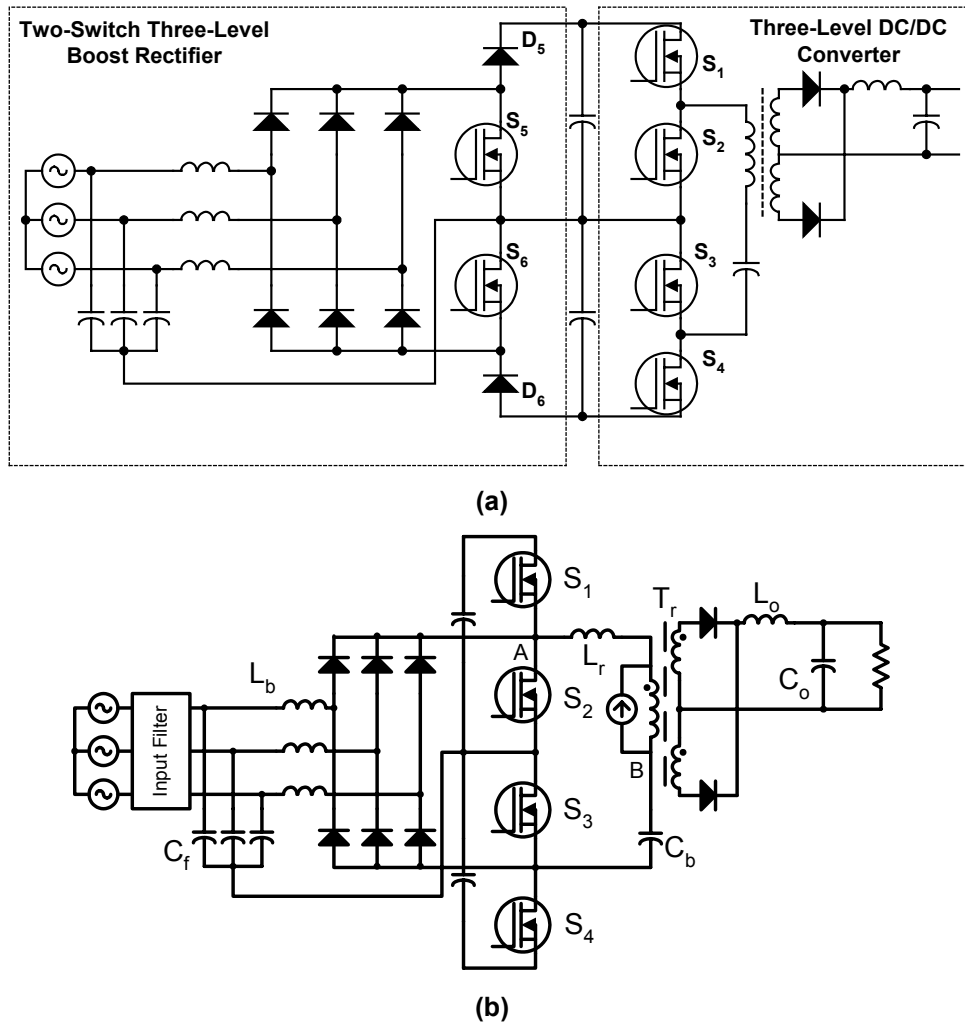 Two-Switch Three-Level
Boost Rectifier
D5
Three-Level DC/DC
Converter
S1
S5
S2
S6
S3
S4
D6
(a)
S1
Lb
A
Lr
Tr
Lo
S2
Co
Input Filter
B
S3
Cf
Cb
S4
(b)